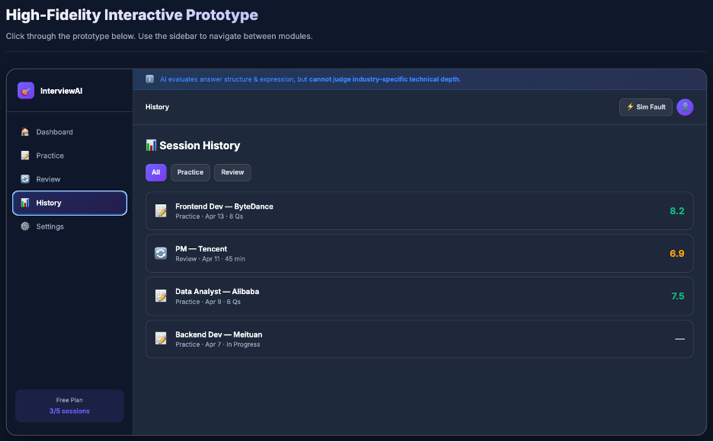 High-Fidelity Interactive Prototype
Click through the prototype below. Use the sidebar to navigate between modules.
InterviewAI
AI evaluates answer structure & expression, but cannot judge industry-specific technical depth.
History
Sim Fault
Dashboard
Practice
Review
History
Settings
Session History
All
Practice
Review
Frontend Dev — ByteDance
Practice · Apr 13 · 8 Qs
8.2
PM — Tencent
Review · Apr 11 · 45 min
6.9
Data Analyst — Alibaba
Practice · Apr 9 · 6 Qs
7.5
Backend Dev — Meituan
Practice · Apr 7 · In Progress
—
Free Plan
3/5 sessions